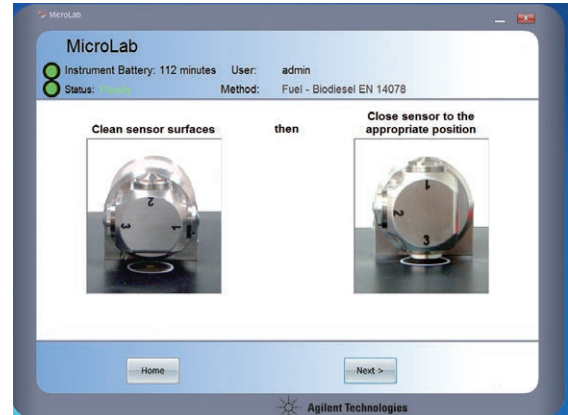 MicroLab
MicroLab
Instrument Battery: 112 minutes User: admin
Status: Ready Method: Fuel - Biodiesel EN 14078
Clean sensor surfaces then Close sensor to the appropriate position
2
3 1
1
2
3
Home Next >
Agilent Technologies